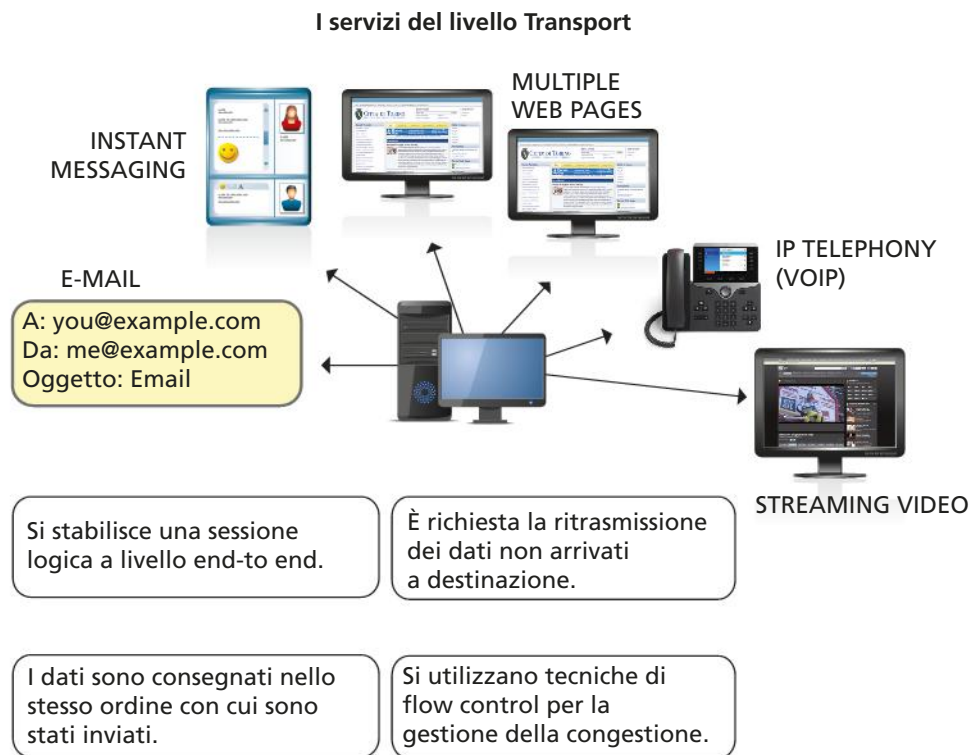 I servizi del livello Transport
MULTIPLE
WEB PAGES
INSTANT
MESSAGING
CITTA DI TORINO
IP TELEPHONY
(VOIP)
E-MAIL
A: you@example.com
Da: me@example.com
Oggetto: Email
STREAMING VIDEO
Si stabilisce una sessione
logica a livello end-to end.
È richiesta la ritrasmissione
dei dati non arrivati
a destinazione.
I dati sono consegnati nello
stesso ordine con cui sono
stati inviati.
Si utilizzano tecniche di
flow control per la
gestione della congestione.